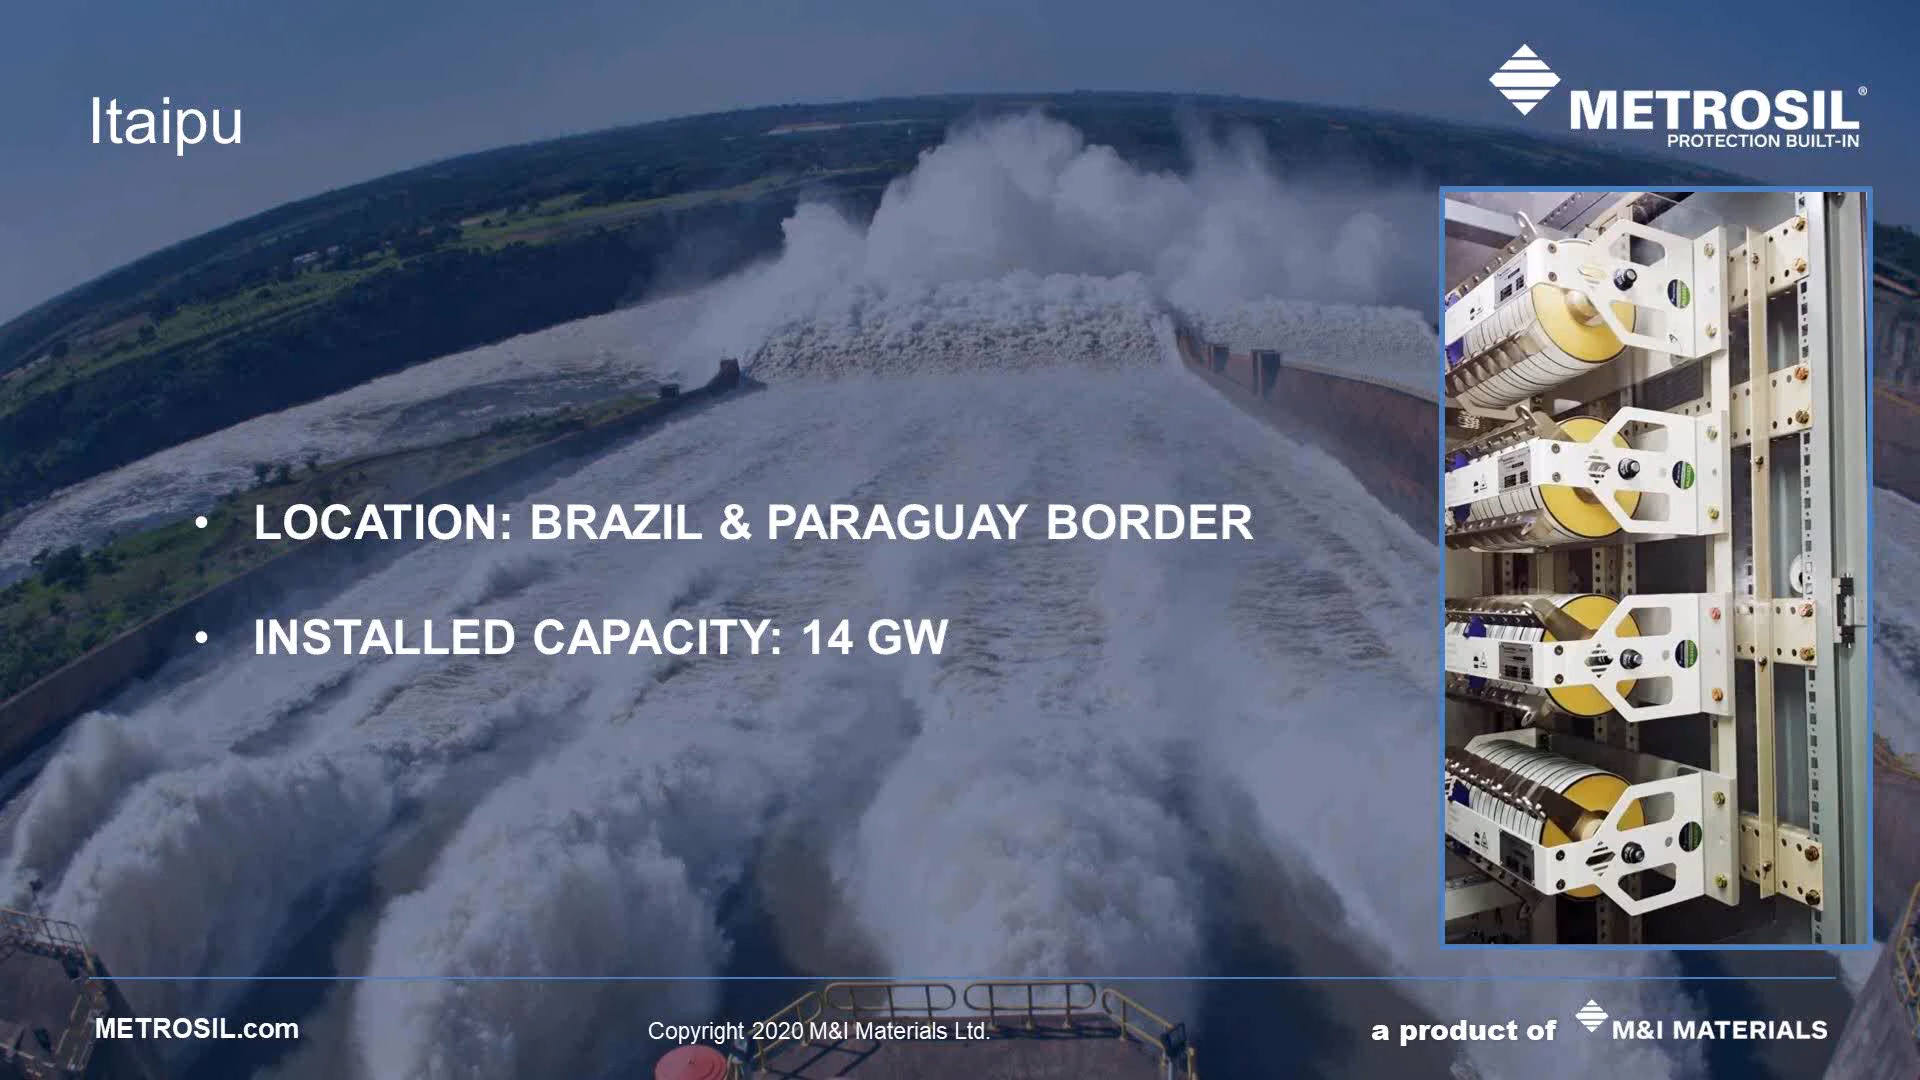 Itaipu
METROSIL®
PROTECTION BUILT-IN
• LOCATION: BRAZIL & PARAGUAY BORDER
• INSTALLED CAPACITY: 14 GW
METROSIL.com
Copyright 2020 M&I Materials Ltd.
a product of
M&I MATERIALS